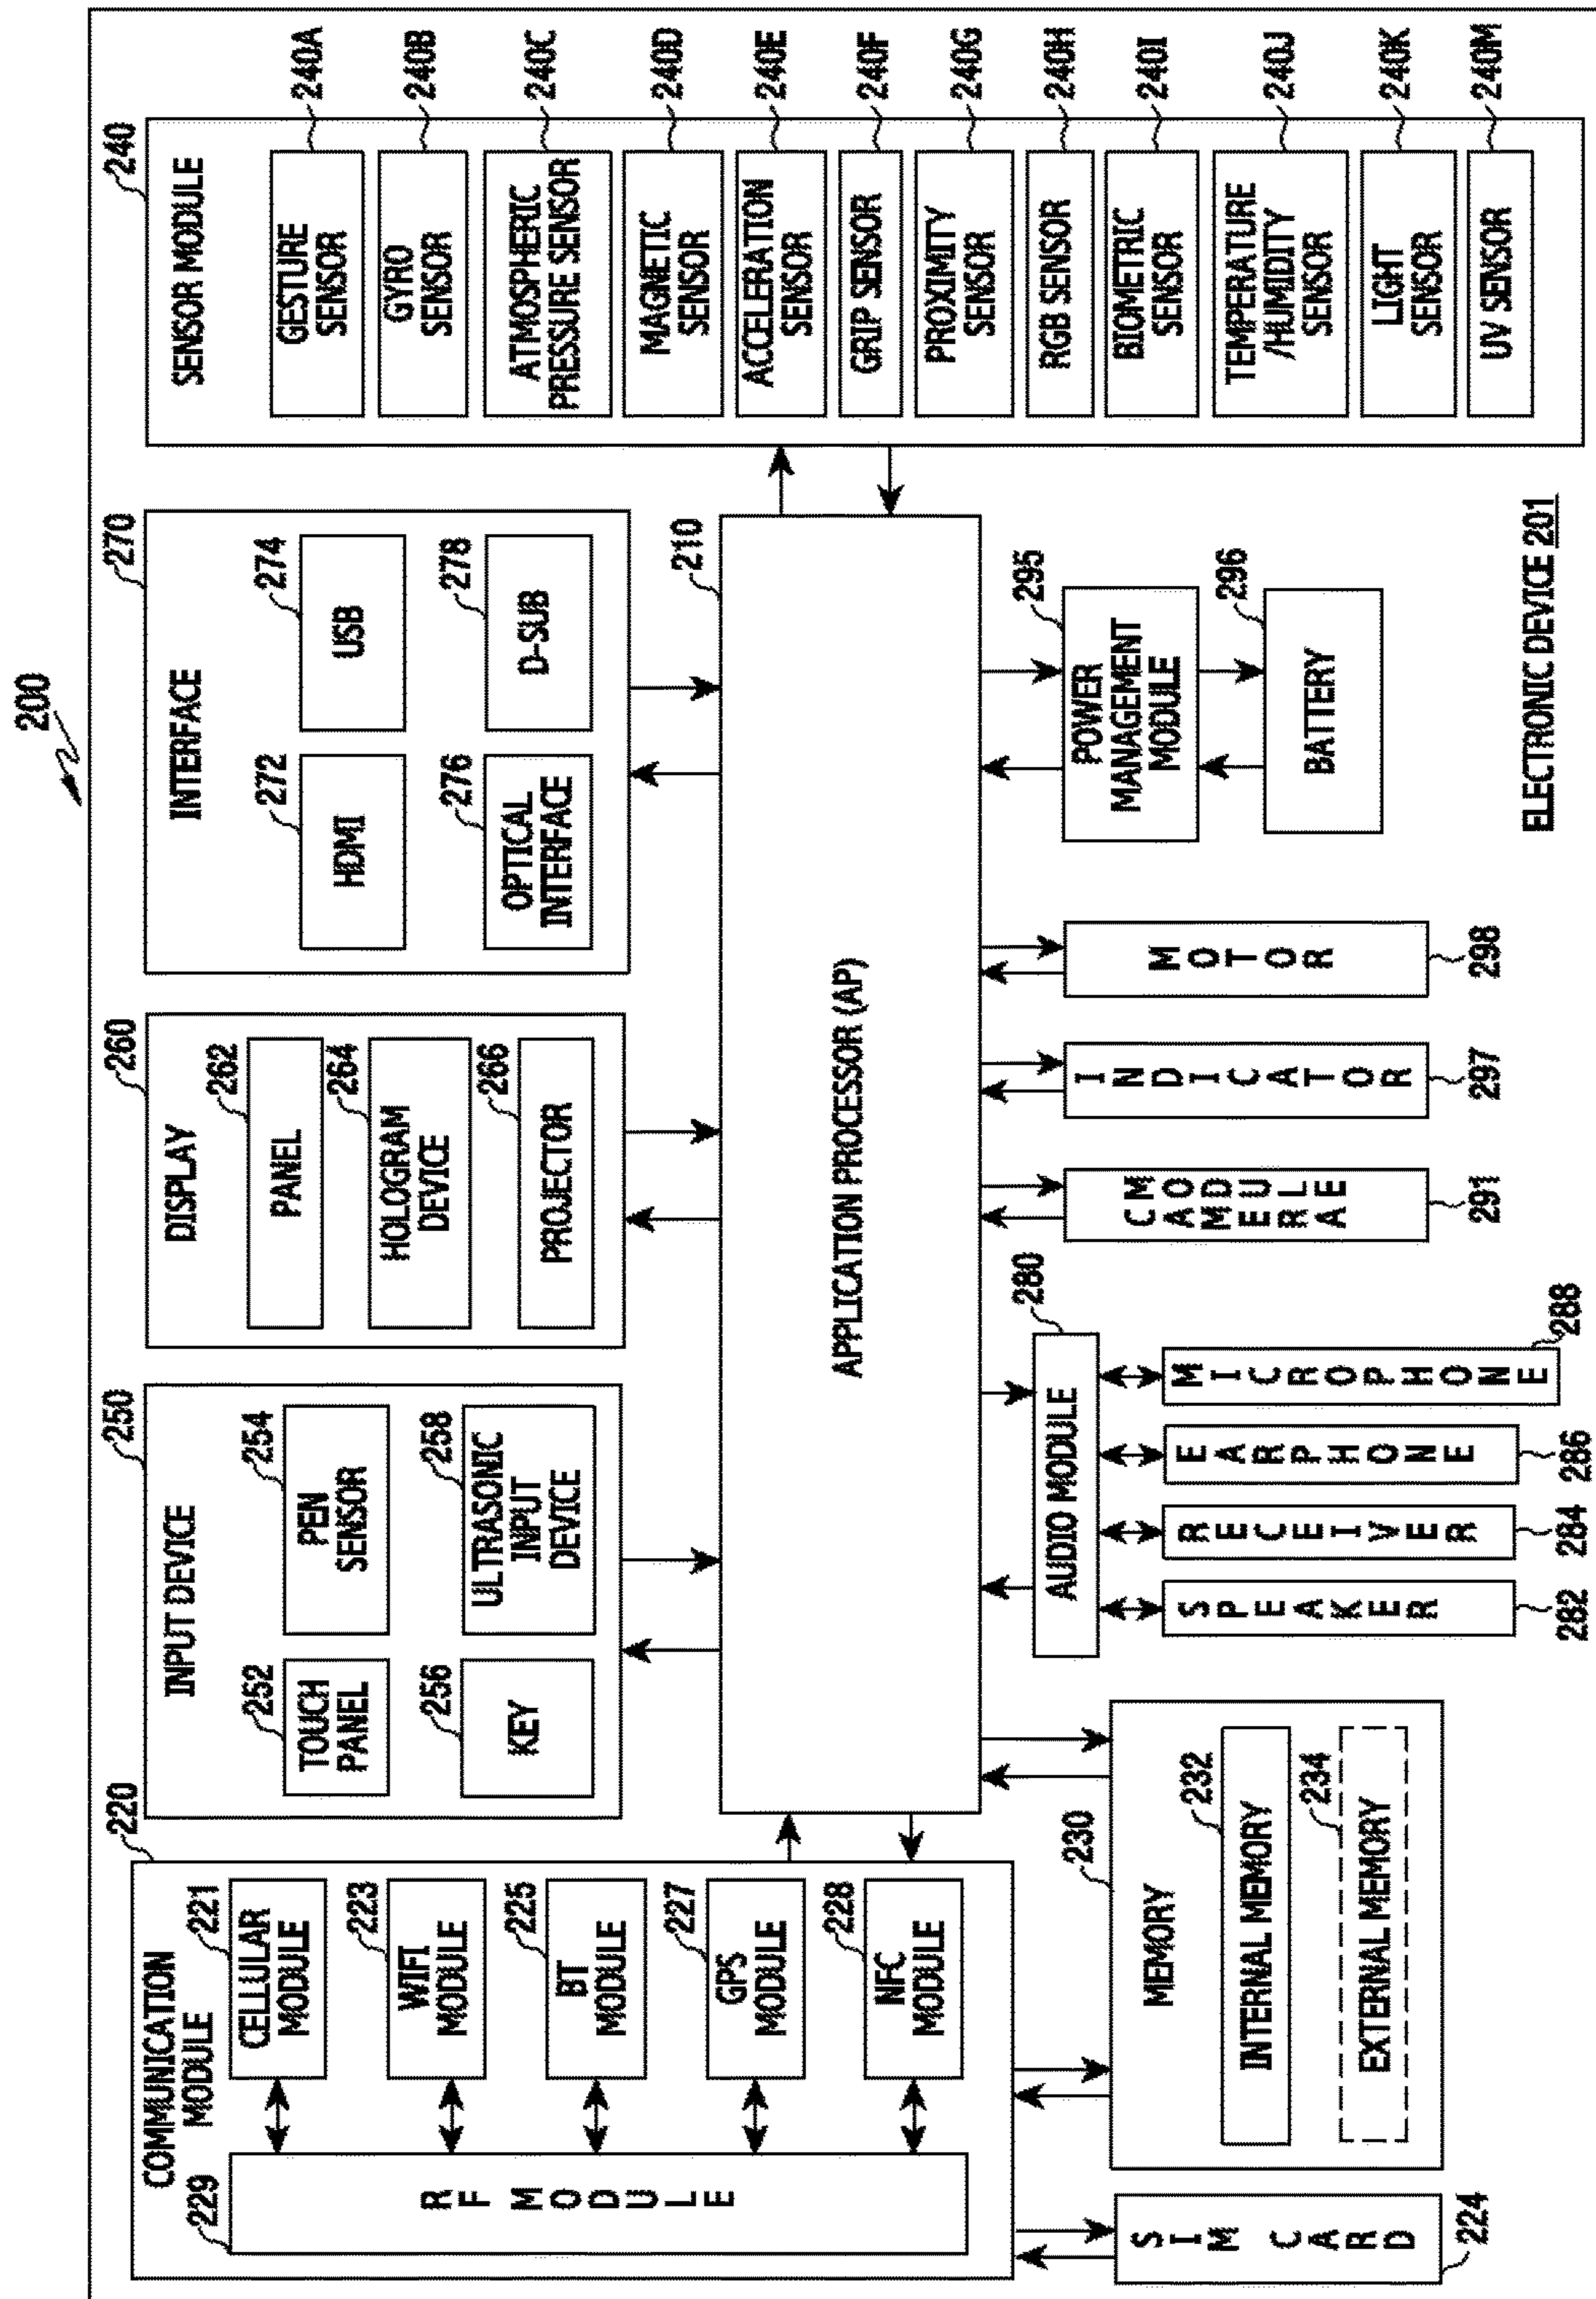 200
220
COMMUNICATION
MODULE
229
RF MODULE
221
CELLULAR
MODULE
223
WIFI
MODULE
225
BT
MODULE
227
GPS
MODULE
228
NFC
MODULE
250
INPUT DEVICE
252
TOUCH
PANEL
254
PEN
SENSOR
256
KEY
258
ULTRASONIC
INPUT
DEVICE
260
DISPLAY
262
PANEL
264
HOLOGRAM
DEVICE
266
PROJECTOR
270
INTERFACE
272
HDMI
274
USB
276
OPTICAL
INTERFACE
278
D-SUB
240
SENSOR MODULE
GESTURE
SENSOR
240A
GYRO
SENSOR
240B
ATMOSPHERIC
PRESSURE SENSOR
240C
MAGNETIC
SENSOR
240D
ACCELERATION
SENSOR
240E
GRIP SENSOR
240F
PROXIMITY
SENSOR
240G
RGB SENSOR
240H
BIOMETRIC
SENSOR
240I
TEMPERATURE
/HUMIDITY
SENSOR
240J
LIGHT
SENSOR
240K
UV SENSOR
240M
210
APPLICATION PROCESSOR (AP)
SIM CARD
224
230
MEMORY
232
INTERNAL MEMORY
234
EXTERNAL MEMORY
280
AUDIO MODULE
SPEAKER
282
RECEIVER
284
EARPHONE
286
MICROPHONE
288
CAMERA
MODULE
291
INDICATOR
297
MOTOR
298
295
POWER
MANAGEMENT
MODULE
296
BATTERY
ELECTRONIC DEVICE 201